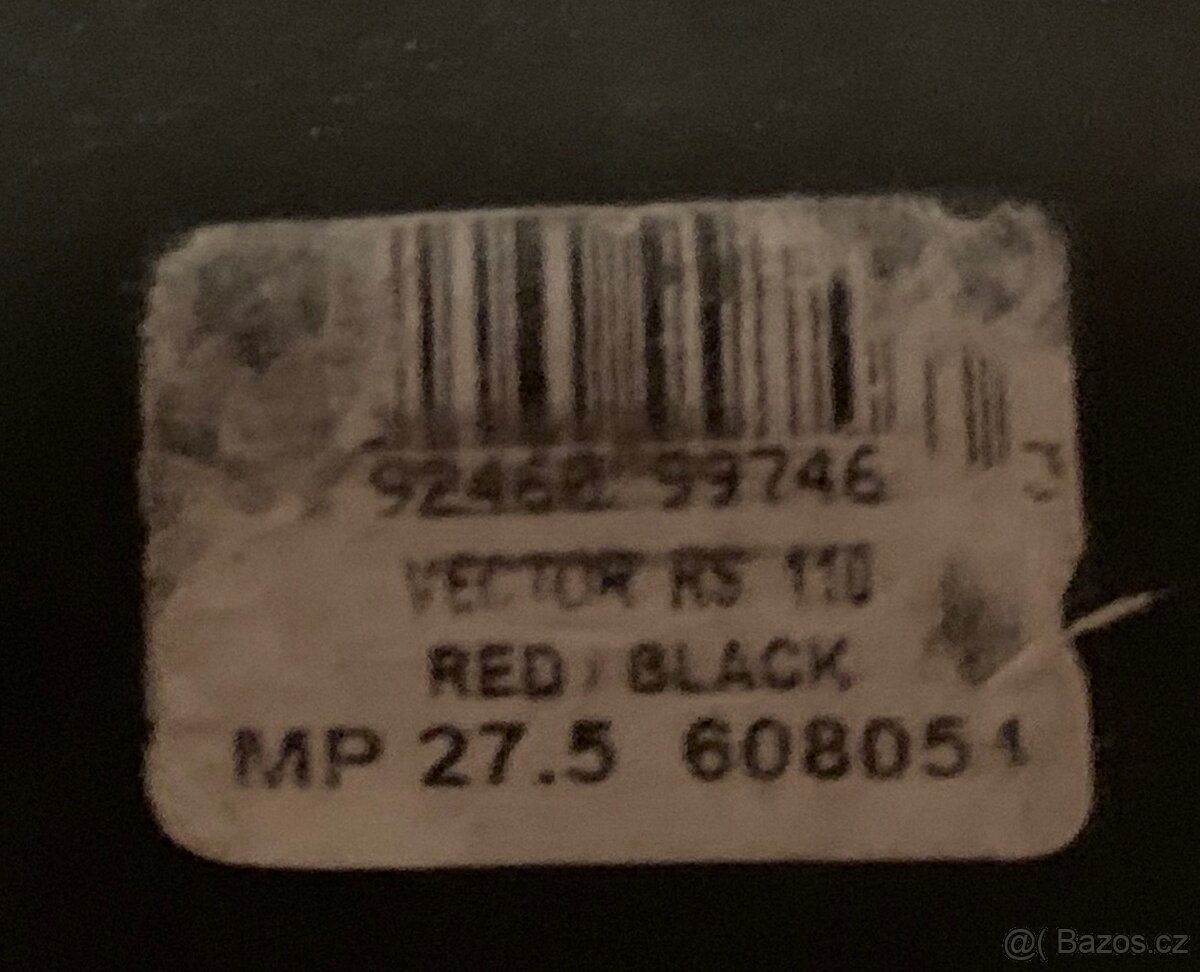 92468 99746
VECTOR RS 110
RED / BLACK
MP 27.5 608051
@( Bazos.cz